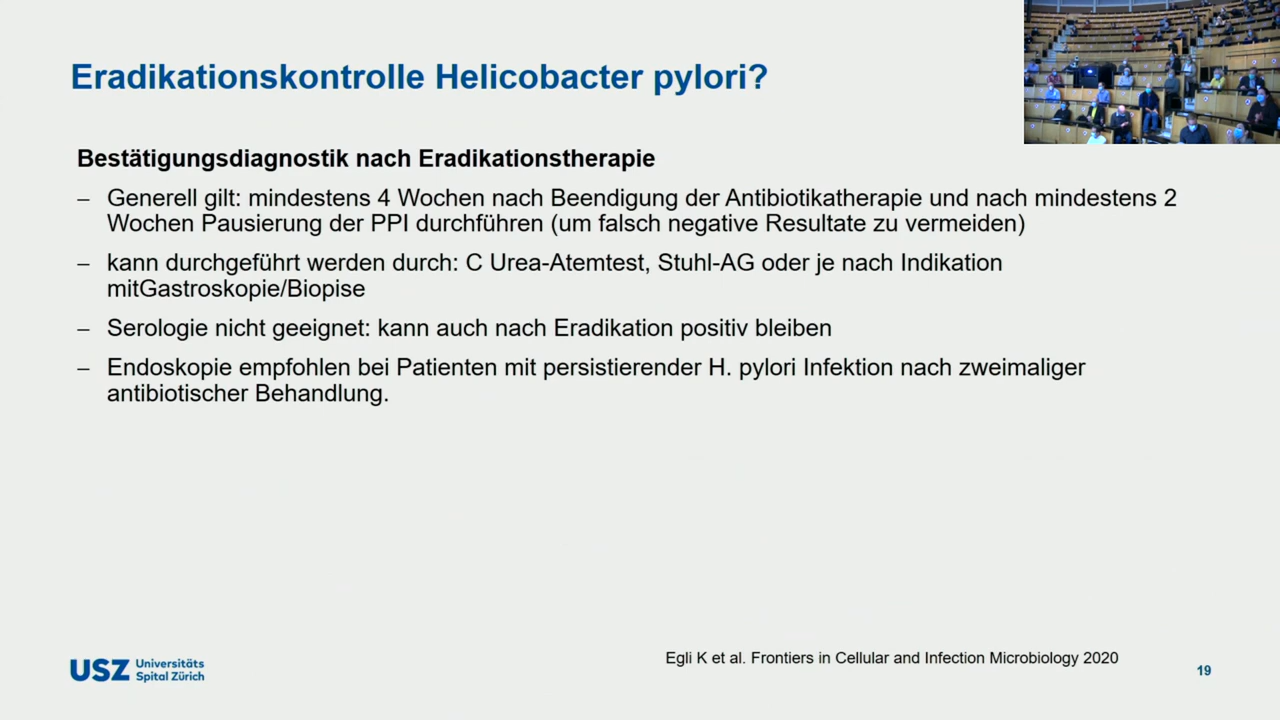 Eradikationskontrolle Helicobacter pylori?
Bestätigungsdiagnostik nach Eradikationstherapie
– Generell gilt: mindestens 4 Wochen nach Beendigung der Antibiotikatherapie und nach mindestens 2
Wochen Pausierung der PPI durchführen (um falsch negative Resultate zu vermeiden)
– kann durchgeführt werden durch: C Urea-Atemtest, Stuhl-AG oder je nach Indikation
mitGastroskopie/Biopise
– Serologie nicht geeignet: kann auch nach Eradikation positiv bleiben
– Endoskopie empfohlen bei Patienten mit persistierender H. pylori Infektion nach zweimaliger
antibiotischer Behandlung.
Egli K et al. Frontiers in Cellular and Infection Microbiology 2020
USZ Universitäts
Spital Zürich
19